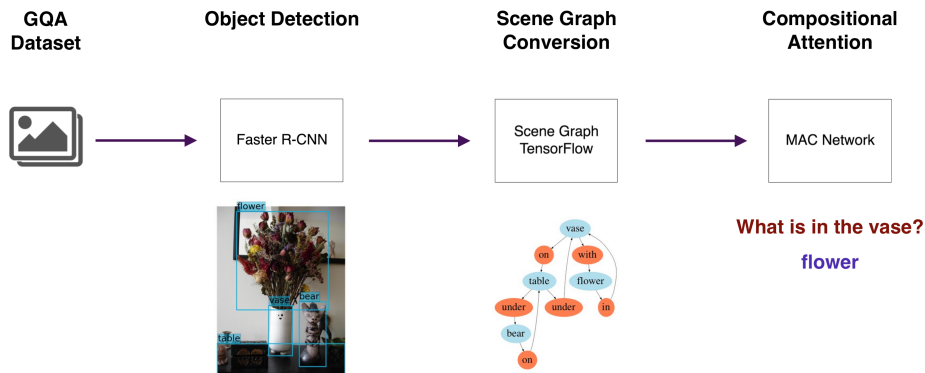 GQA
Dataset
Object Detection
Scene Graph
Conversion
Compositional
Attention
Faster R-CNN
Scene Graph
TensorFlow
MAC Network
flower
vase
bear
table
vase
on
with
table
flower
under
under
in
bear
on
What is in the vase?
flower